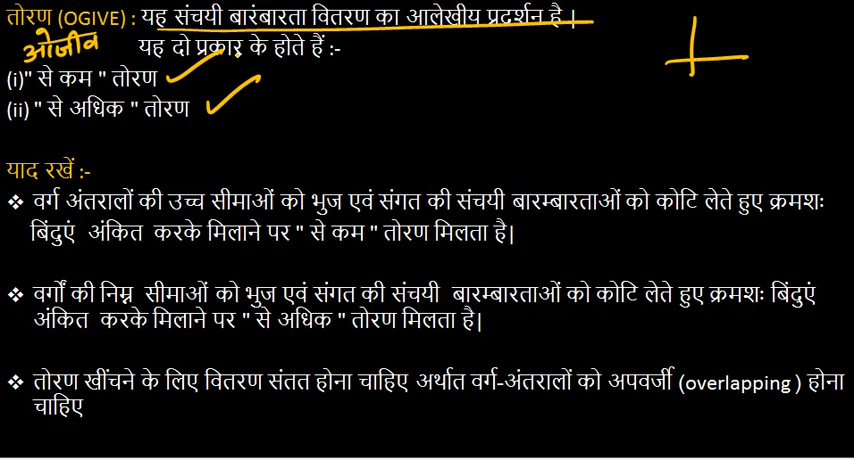 तोरण (OGIVE) : यह संचयी बारंबारता वितरण का आलेखीय प्रदर्शन है ।
ओजीव
यह दो प्रकार के होते हैं :-
(i)" से कम " तोरण
(ii) " से अधिक " तोरण
याद रखें :-
❖ वर्ग अंतरालों की उच्च सीमाओं को भुज एवं संगत की संचयी बारम्बारताओं को कोटि लेते हुए क्रमशः
बिंदुएं अंकित करके मिलाने पर " से कम " तोरण मिलता है।
❖ वर्गों की निम्न सीमाओं को भुज एवं संगत की संचयी बारम्बारताओं को कोटि लेते हुए क्रमशः बिंदुएं
अंकित करके मिलाने पर " से अधिक " तोरण मिलता है।
❖ तोरण खींचने के लिए वितरण संतत होना चाहिए अर्थात वर्ग-अंतरालों को अपवर्जी (overlapping ) होना
चाहिए